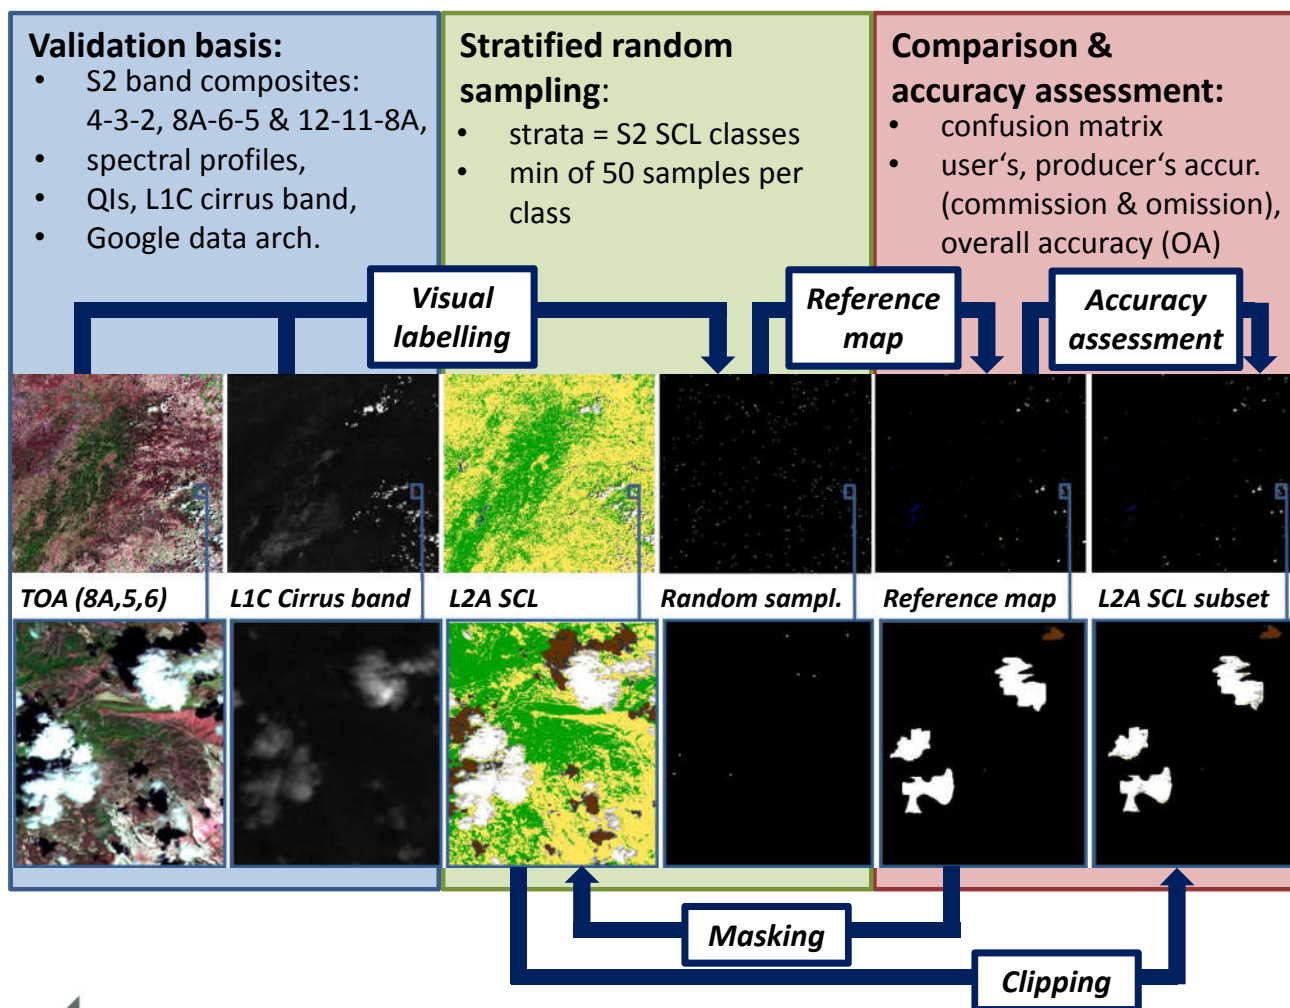 Validation basis:
• S2 band composites:
4-3-2, 8A-6-5 & 12-11-8A,
• spectral profiles,
• QIs, L1C cirrus band,
• Google data arch.
Stratified random
sampling:
• strata = S2 SCL classes
• min of 50 samples per
class
Comparison &
accuracy assessment:
• confusion matrix
• user‘s, producer‘s accur.
(commission & omission),
overall accuracy (OA)
Visual
labelling
Reference
map
Accuracy
assessment
TOA (8A,5,6)
L1C Cirrus band
L2A SCL
Random sampl.
Reference map
L2A SCL subset
Masking
Clipping